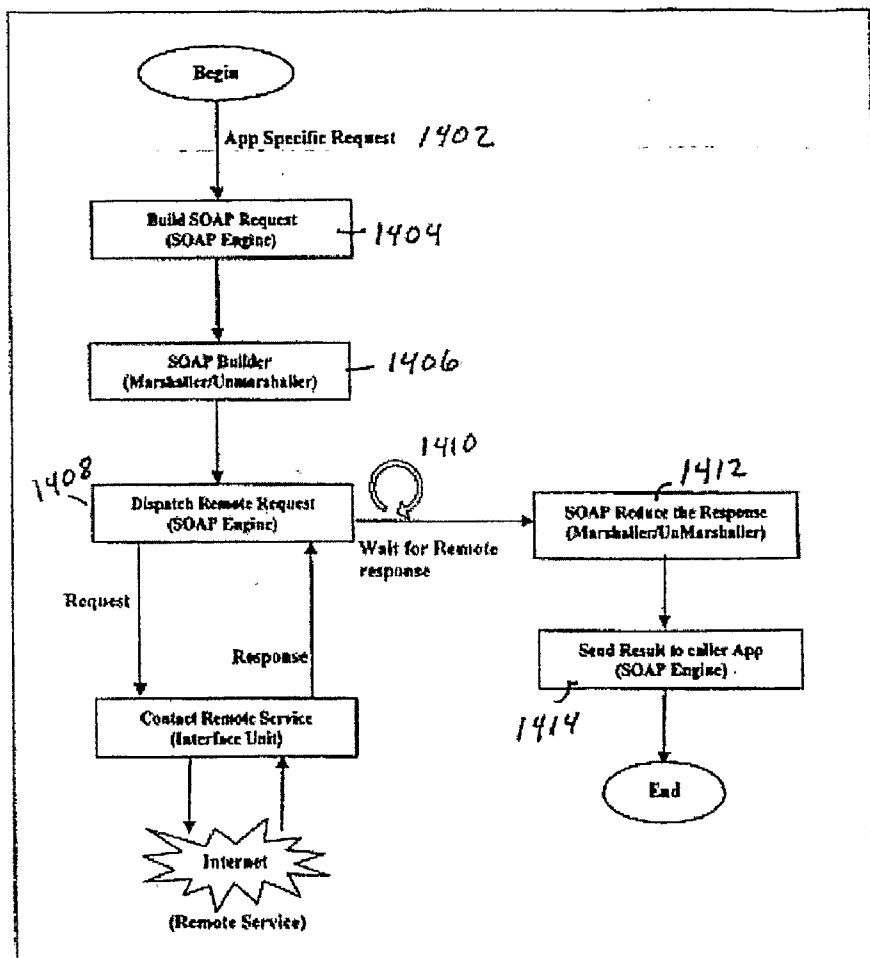 Begin
App Specific Request 1402
Build SOAP Request
(SOAP Engine)
1404
SOAP Builder
(Marshaller/Unmarshaller)
1406
1408
Dispatch Remote Request
(SOAP Engine)
1410
Wait for Remote
response
1412
SOAP Reduce the Response
(Marshaller/UnMarshaller)
Request
Response
Send Result to caller App
(SOAP Engine)
1414
Contact Remote Service
(Interface Unit)
End
Internet
(Remote Service)